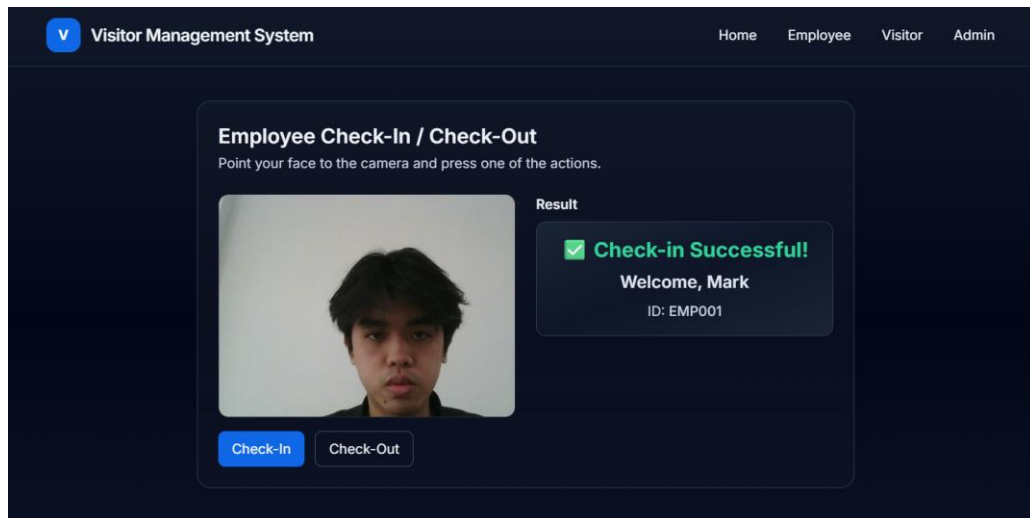 V Visitor Management System
Home Employee Visitor Admin
Employee Check-In / Check-Out
Point your face to the camera and press one of the actions.
Result
✅ Check-in Successful!
Welcome, Mark
ID: EMP001
Check-In Check-Out